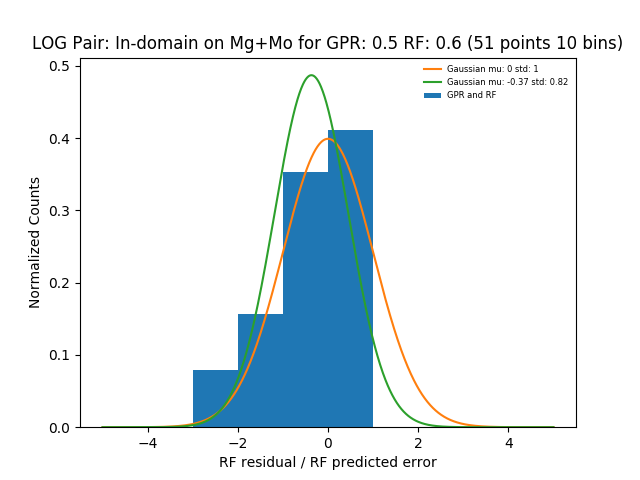 LOG Pair: In-domain on Mg+Mo for GPR: 0.5 RF: 0.6 (51 points 10 bins)
Gaussian mu: 0 std: 1
Gaussian mu: -0.37 std: 0.82
GPR and RF
Normalized Counts
0.5
0.4
0.3
0.2
0.1
0.0
−4 −2 0 2 4
RF residual / RF predicted error